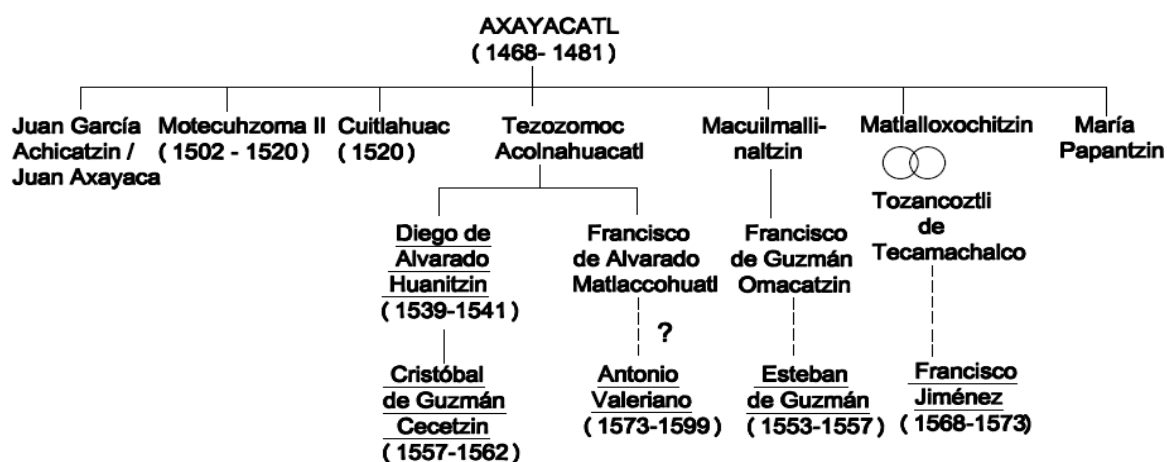 AXAYACATL
( 1468- 1481 )
Juan García
Achicatzin /
Juan Axayaca
Motecuhzoma II
( 1502 - 1520 )
Cuitlahuac
( 1520 )
Tezozomoc
Acolnahuacatl
Macuilmalli-
naltzin
Matlalloxochitzin
María
Papantzin
Tozancoztli
de
Tecamachalco
Diego de
Alvarado
Huanitzin
( 1539-1541 )
Francisco
de Alvarado
Matlaccohuatl
Francisco
de Guzmán
Omacatzin
?
Cristóbal
de Guzmán
Cecetzin
( 1557-1562 )
Antonio
Valeriano
( 1573-1599 )
Esteban
de Guzmán
( 1553-1557 )
Francisco
Jiménez
( 1568-1573 )